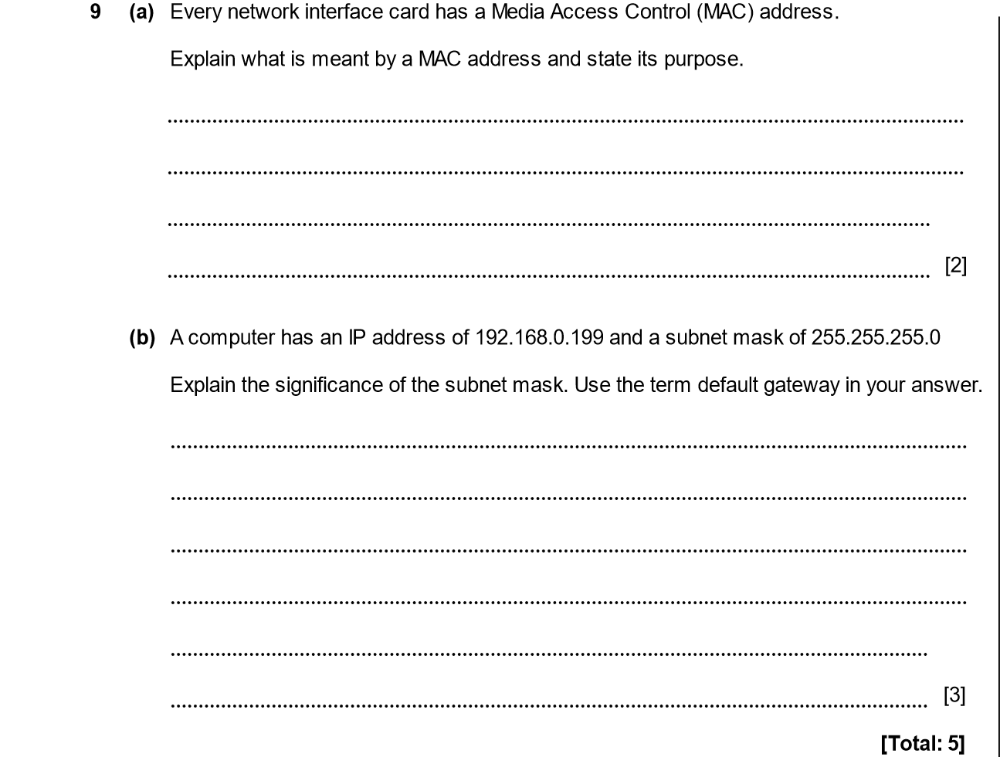 9 (a) Every network interface card has a Media Access Control (MAC) address.
Explain what is meant by a MAC address and state its purpose.
[2]
(b) A computer has an IP address of 192.168.0.199 and a subnet mask of 255.255.255.0
Explain the significance of the subnet mask. Use the term default gateway in your answer.
[3]
[Total: 5]